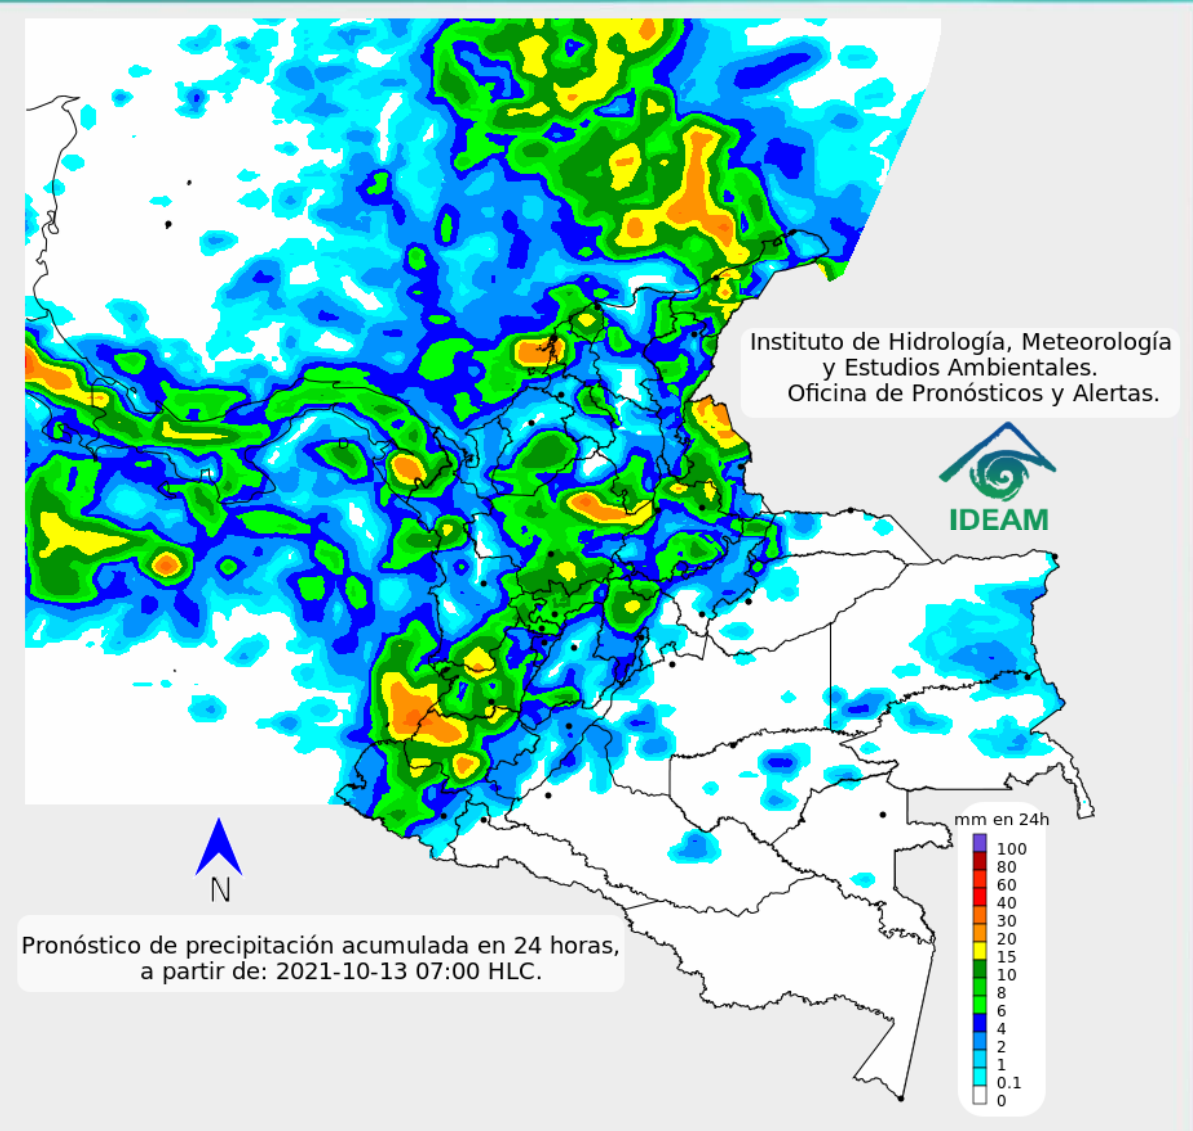 Instituto de Hidrología, Meteorología
y Estudios Ambientales.
Oficina de Pronósticos y Alertas.
IDEAM
mm en 24h
100
80
60
40
30
20
15
10
8
6
4
2
1
0.1
0
N
Pronóstico de precipitación acumulada en 24 horas,
a partir de: 2021-10-13 07:00 HLC.